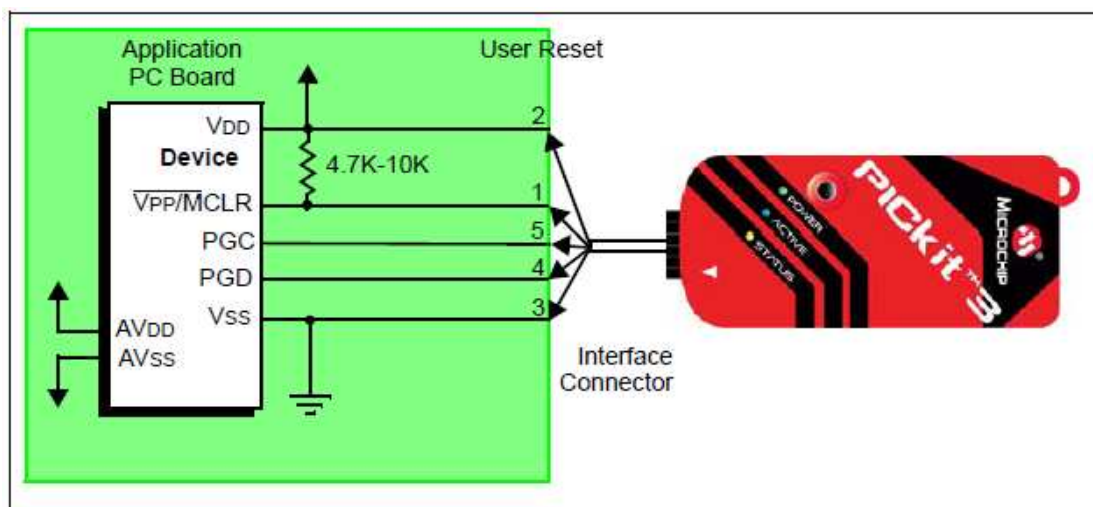 Application
PC Board
User Reset
VDD
2
Device
4.7K-10K
VPP/MCLR
1
PGC
5
PGD
4
VSS
3
AVDD
AVSS
Interface
Connector
POWER
ACTIVE
STATUS
PICkit™ 3
MICROCHIP
®